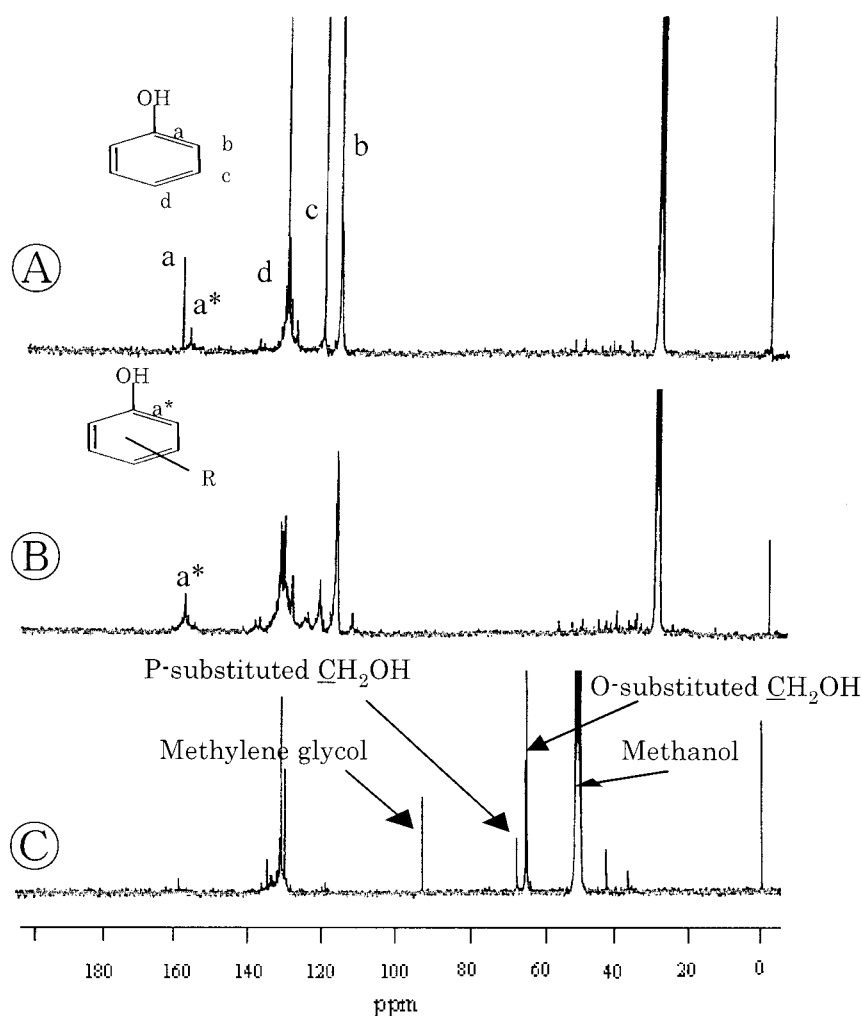 OH
a
b
c
d
b
c
a
a*
d
A
OH
a*
R
B
a*
P-substituted CH₂OH
O-substituted CH₂OH
Methylene glycol
Methanol
C
180 160 140 120 100 80 60 40 20 0
ppm